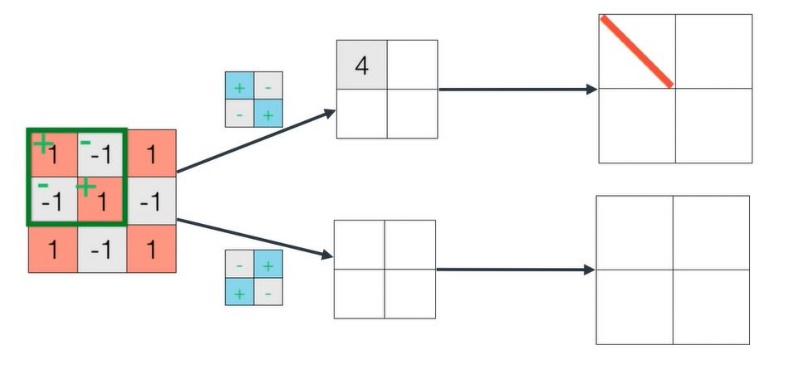 + -
- +
4
+1 --1 1
- -1 + 1 -1
1 -1 1
- +
+ -